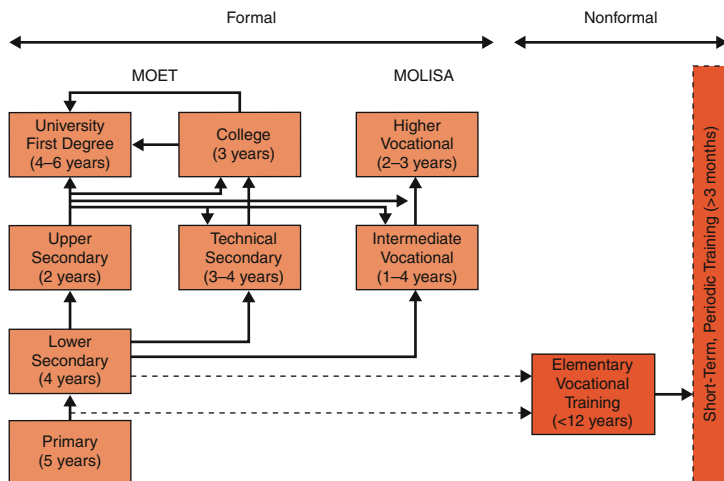 Formal
Nonformal
MOET
MOLISA
University
First Degree
(4–6 years)
College
(3 years)
Higher
Vocational
(2–3 years)
Upper
Secondary
(2 years)
Technical
Secondary
(3–4 years)
Intermediate
Vocational
(1–4 years)
Lower
Secondary
(4 years)
Elementary
Vocational
Training
(<12 years)
Primary
(5 years)
Short-Term, Periodic Training (>3 months)